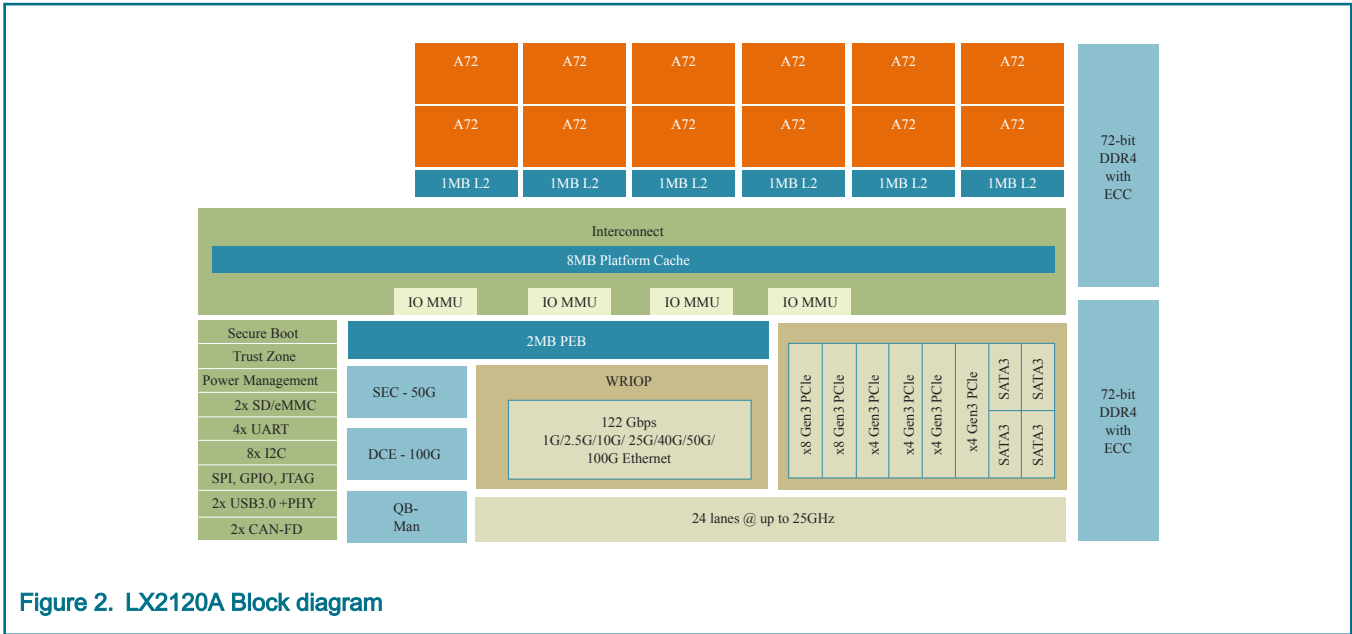 A72 A72 A72 A72 A72 A72
A72 A72 A72 A72 A72 A72
1MB L2 1MB L2 1MB L2 1MB L2 1MB L2 1MB L2
72-bit
DDR4
with
ECC
Interconnect
8MB Platform Cache
IO MMU IO MMU IO MMU IO MMU
Secure Boot
Trust Zone
Power Management
2x SD/eMMC
4x UART
8x I2C
SPI, GPIO, JTAG
2x USB3.0 +PHY
2x CAN-FD
2MB PEB
SEC - 50G
DCE - 100G
QB-
Man
WRIOP
122 Gbps
1G/2.5G/10G/ 25G/40G/50G/
100G Ethernet
x8 Gen3 PCIe
x8 Gen3 PCIe
x4 Gen3 PCIe
x4 Gen3 PCIe
x4 Gen3 PCIe
x4 Gen3 PCIe
SATA3
SATA3
SATA3
SATA3
24 lanes @ up to 25GHz
72-bit
DDR4
with
ECC
Figure 2. LX2120A Block diagram